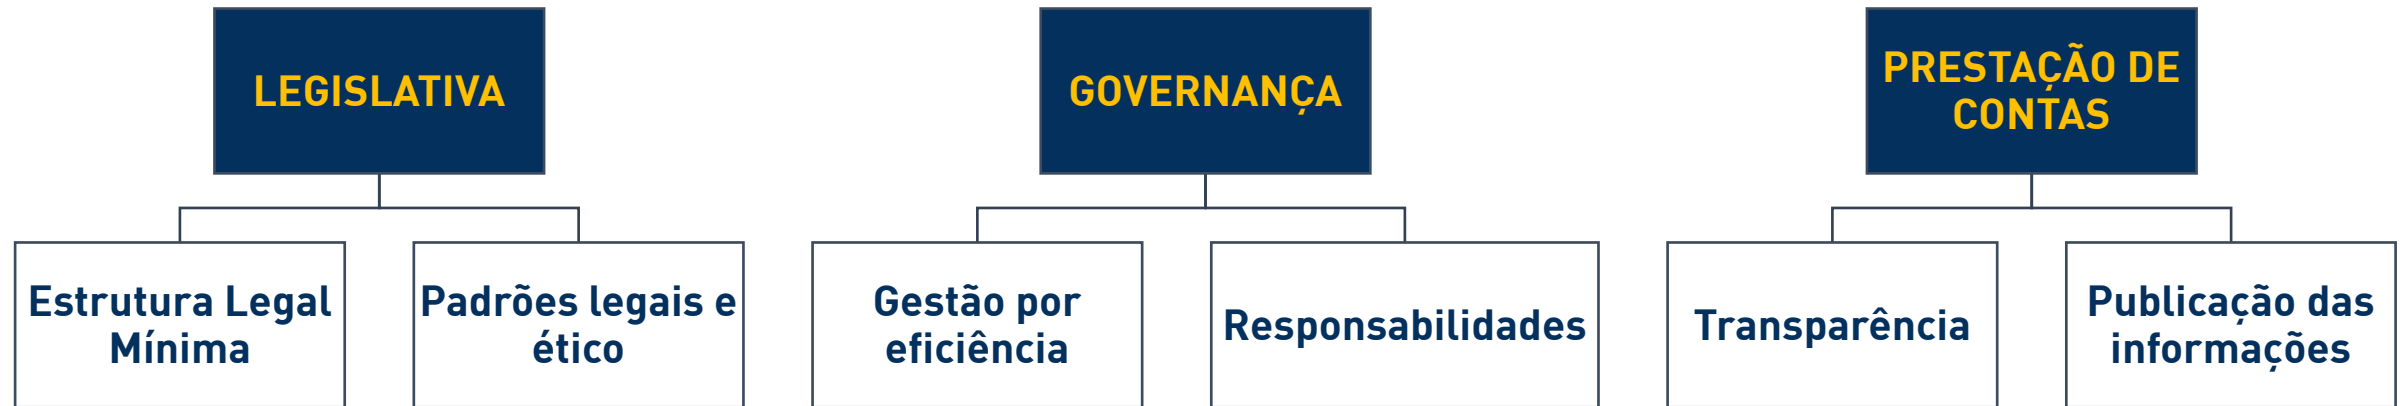 LEGISLATIVA
Estrutura Legal
Mínima
Padrões legais e
ético
GOVERNANÇA
Gestão por
eficiência
Responsabilidades
PRESTAÇÃO DE
CONTAS
Transparência
Publicação das
informações